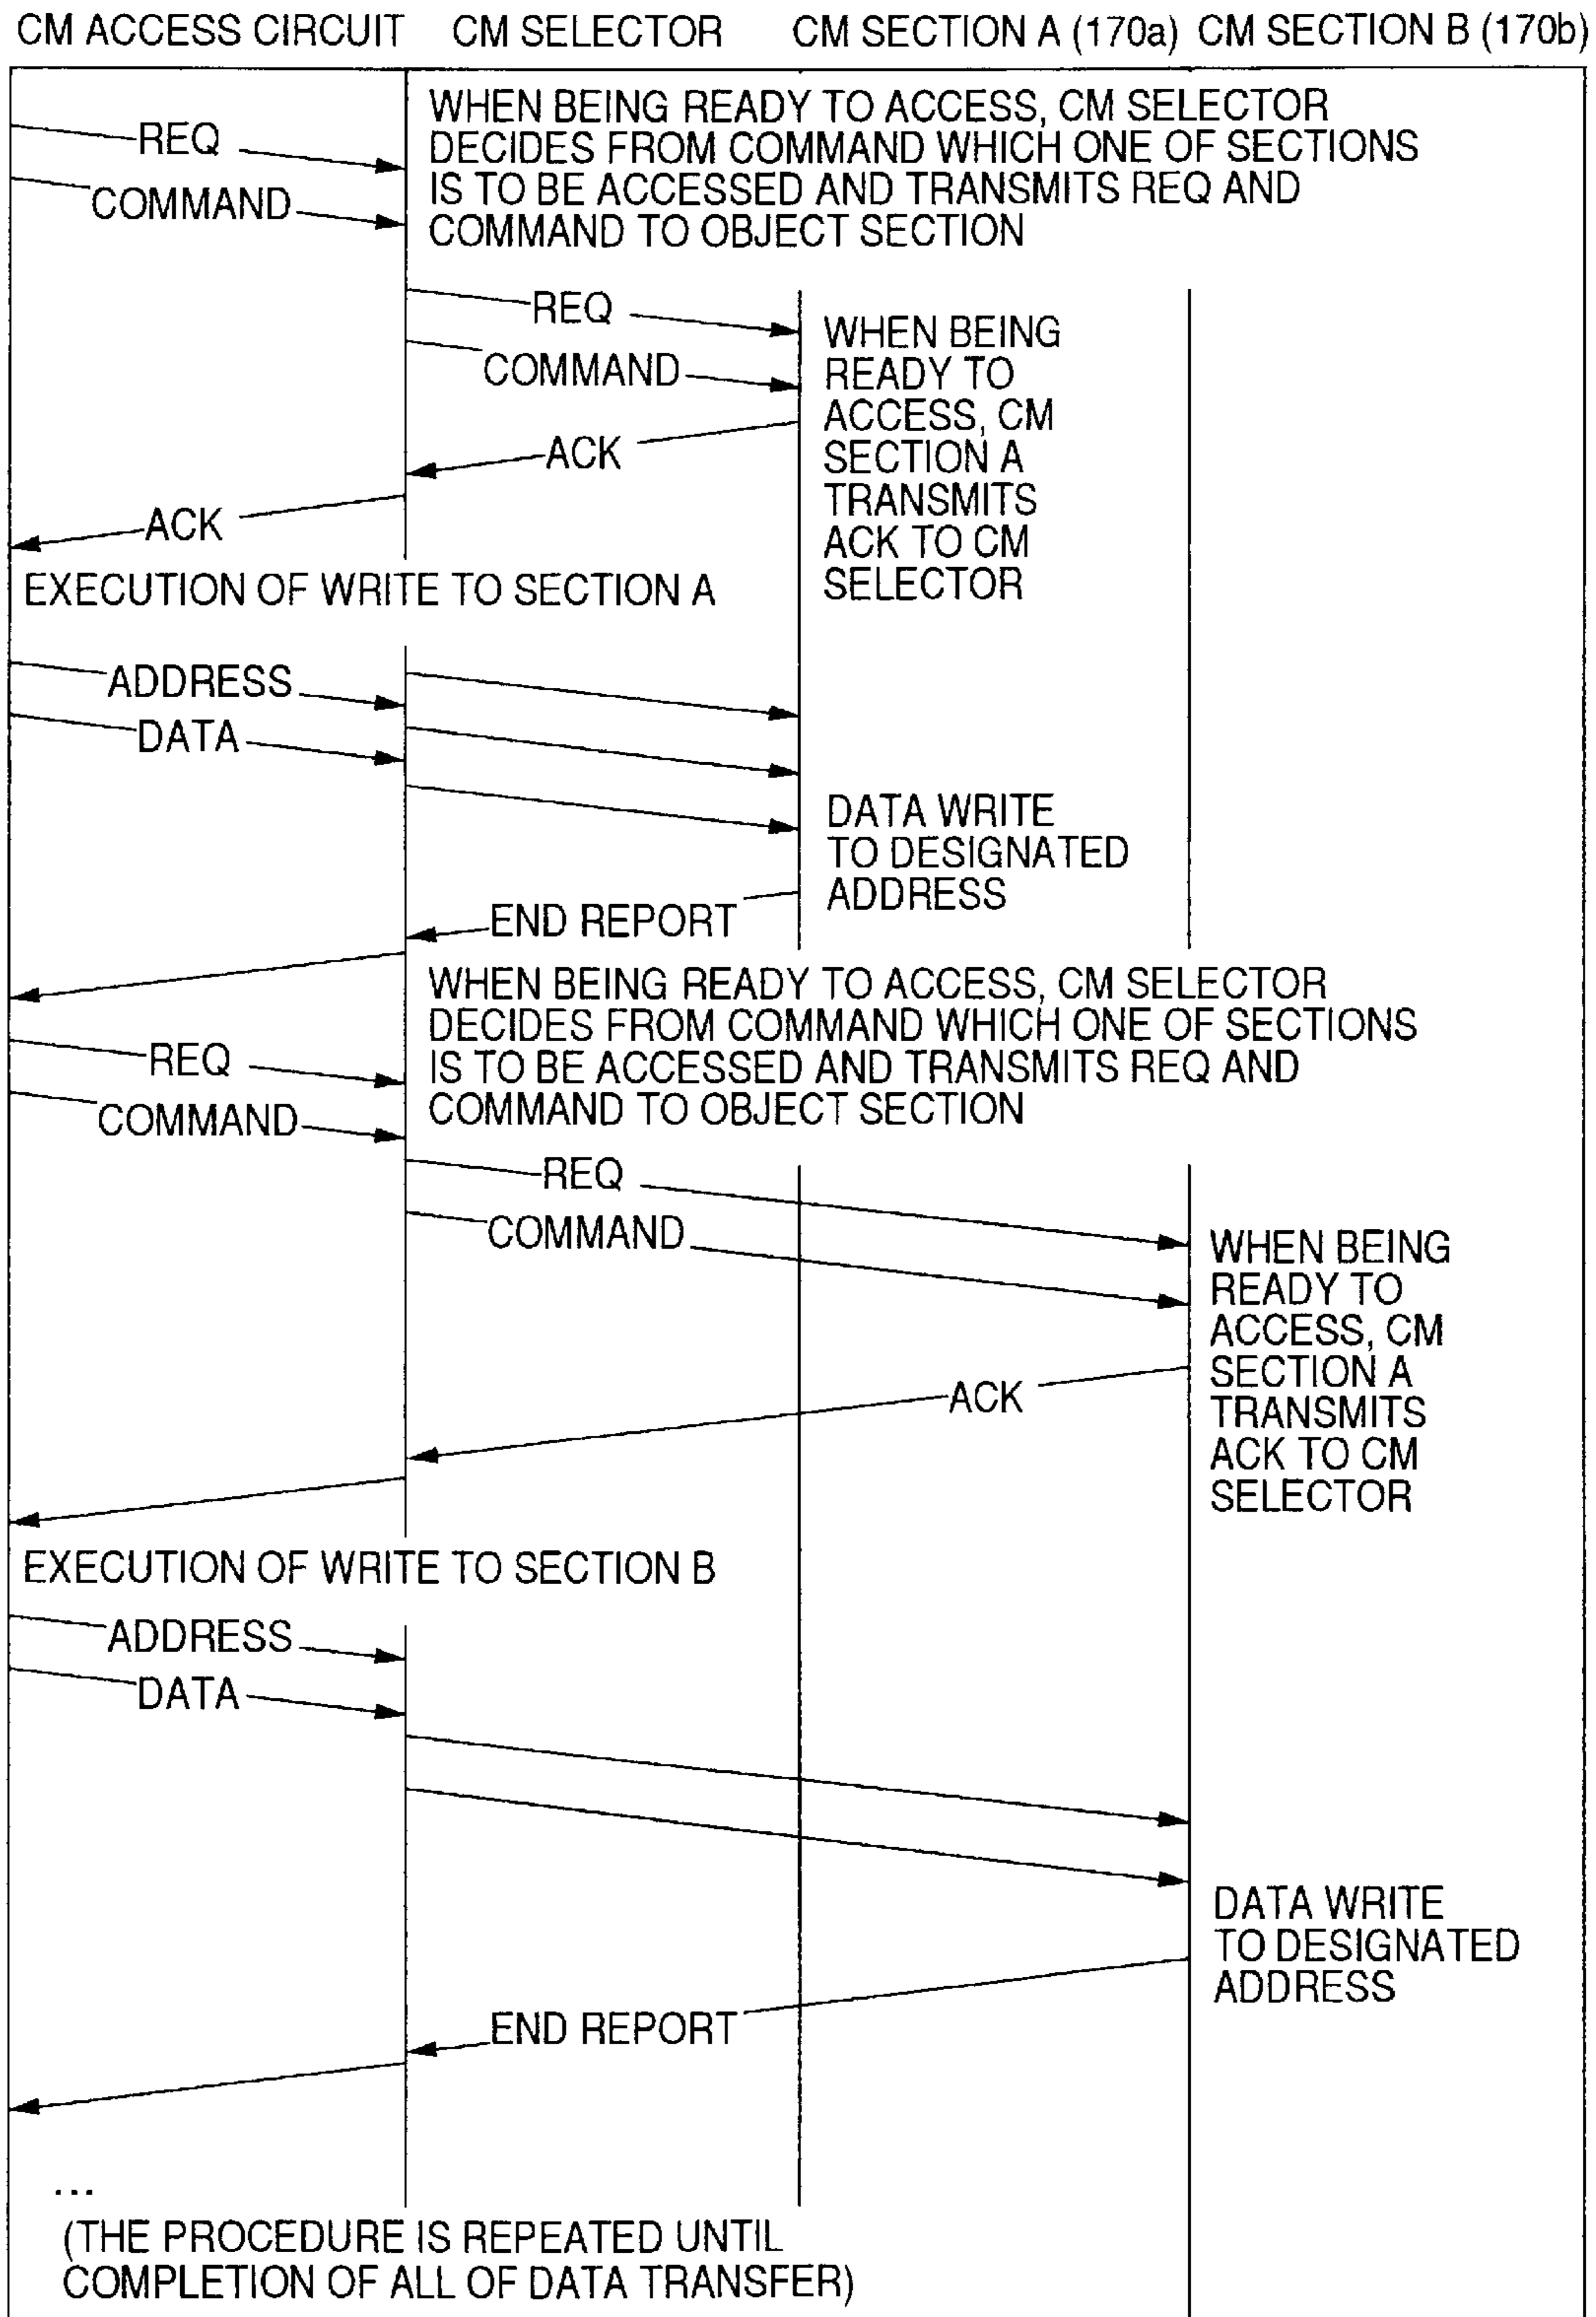 CM ACCESS CIRCUIT CM SELECTOR CM SECTION A (170a) CM SECTION B (170b)
WHEN BEING READY TO ACCESS, CM SELECTOR
DECIDES FROM COMMAND WHICH ONE OF SECTIONS
IS TO BE ACCESSED AND TRANSMITS REQ AND
COMMAND TO OBJECT SECTION
REQ
COMMAND
REQ
COMMAND
ACK
WHEN BEING
READY TO
ACCESS, CM
SECTION A
TRANSMITS
ACK TO CM
SELECTOR
ACK
EXECUTION OF WRITE TO SECTION A
ADDRESS
DATA
DATA WRITE
TO DESIGNATED
ADDRESS
END REPORT
WHEN BEING READY TO ACCESS, CM SELECTOR
DECIDES FROM COMMAND WHICH ONE OF SECTIONS
IS TO BE ACCESSED AND TRANSMITS REQ AND
COMMAND TO OBJECT SECTION
REQ
COMMAND
REQ
COMMAND
WHEN BEING
READY TO
ACCESS, CM
SECTION A
TRANSMITS
ACK TO CM
SELECTOR
ACK
EXECUTION OF WRITE TO SECTION B
ADDRESS
DATA
DATA WRITE
TO DESIGNATED
ADDRESS
END REPORT
...
(THE PROCEDURE IS REPEATED UNTIL
COMPLETION OF ALL OF DATA TRANSFER)